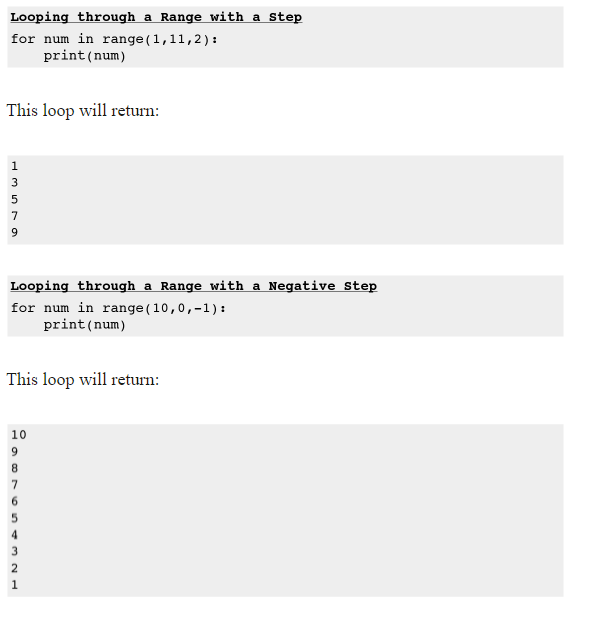 Looping through a Range with a Step
for num in range(1,11,2):
    print(num)
This loop will return:
1
3
5
7
9
Looping through a Range with a Negative Step
for num in range(10,0,-1):
    print(num)
This loop will return:
10
9
8
7
6
5
4
3
2
1